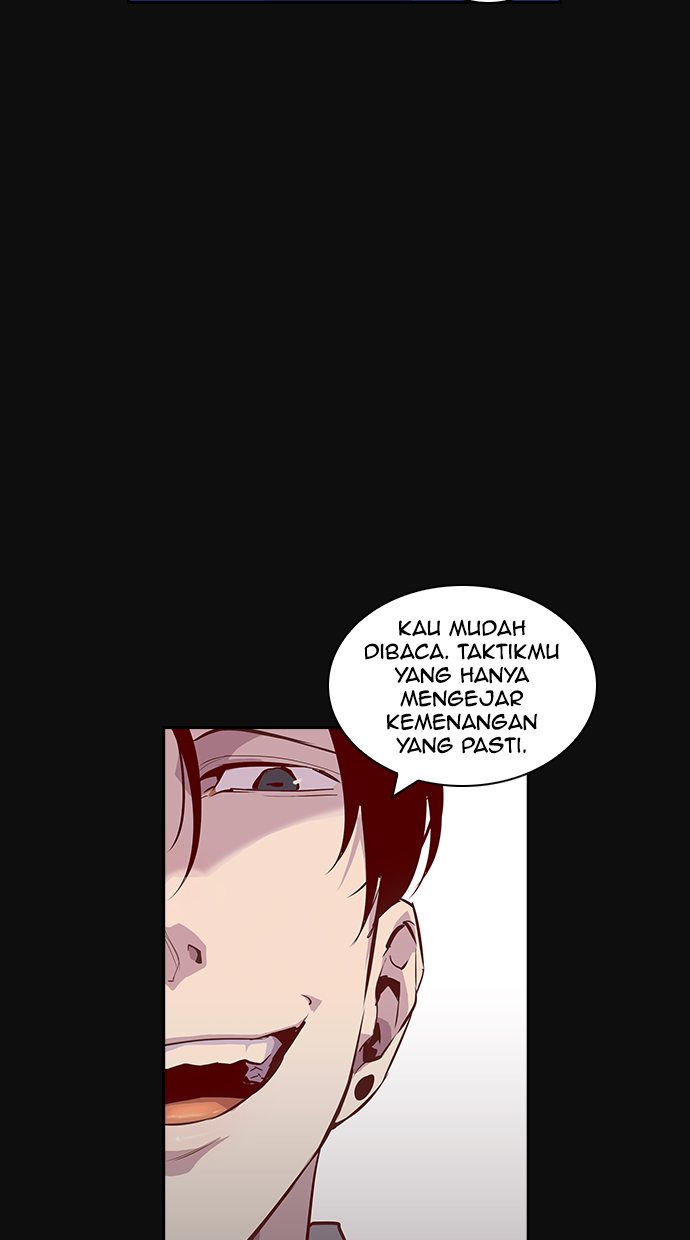 KAU MUDAH
DIBACA. TAKTIKMU
YANG HANYA
MENGEJAR
KEMENANGAN
YANG PASTI.